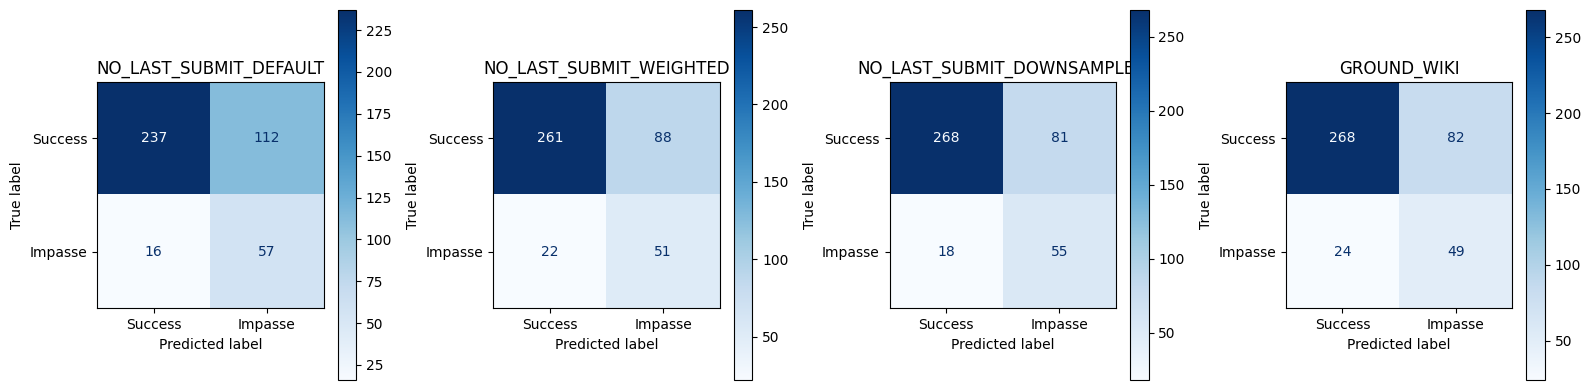 NO_LAST_SUBMIT_DEFAULT
True label
Success
Impasse
237
112
16
57
Success
Impasse
Predicted label
225
200
175
150
125
100
75
50
25
NO_LAST_SUBMIT_WEIGHTED
True label
Success
Impasse
261
88
22
51
Success
Impasse
Predicted label
250
200
150
100
50
NO_LAST_SUBMIT_DOWNSAMPLE
True label
Success
Impasse
268
81
18
55
Success
Impasse
Predicted label
250
200
150
100
50
GROUND_WIKI
True label
Success
Impasse
268
82
24
49
Success
Impasse
Predicted label
250
200
150
100
50